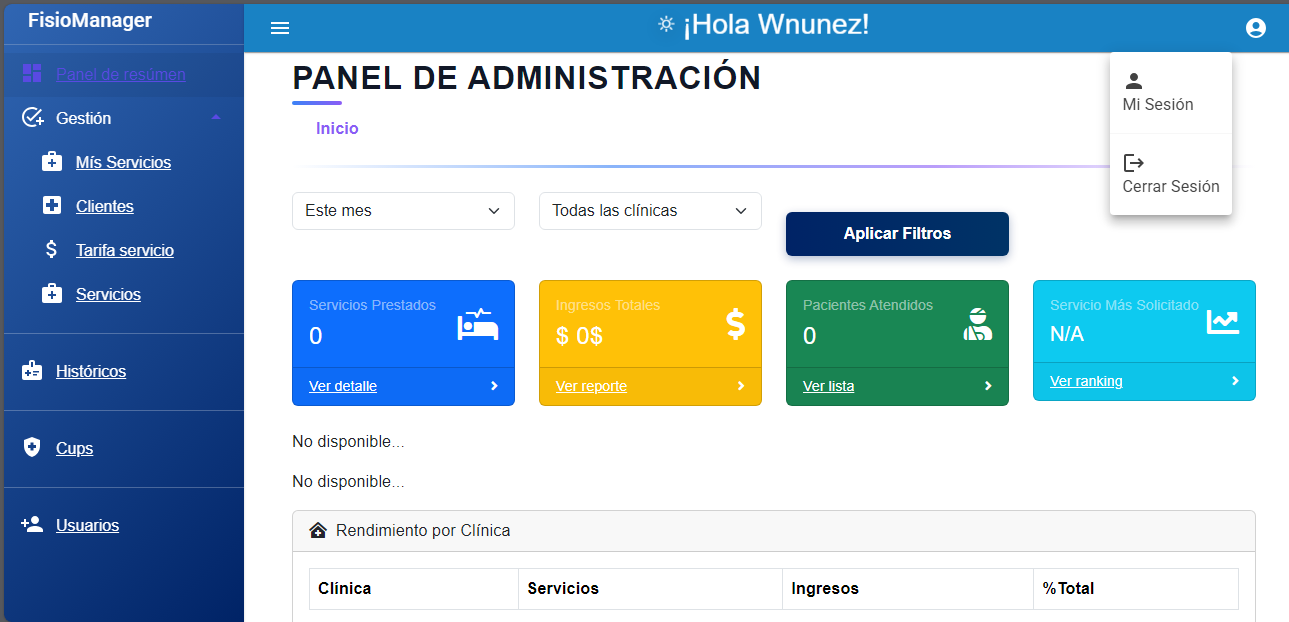 FisioManager
¡Hola Wnunez!
Panel de resúmen
Gestión
Mís Servicios
Clientes
Tarifa servicio
Servicios
Históricos
Cups
Usuarios
PANEL DE ADMINISTRACIÓN
Inicio
Mi Sesión
Cerrar Sesión
Este mes
Todas las clínicas
Aplicar Filtros
Servicios Prestados
0
Ver detalle
Ingresos Totales
$ 0$
Ver reporte
Pacientes Atendidos
0
Ver lista
Servicio Más Solicitado
N/A
Ver ranking
No disponible...
No disponible...
Rendimiento por Clínica
Clínica Servicios Ingresos %Total